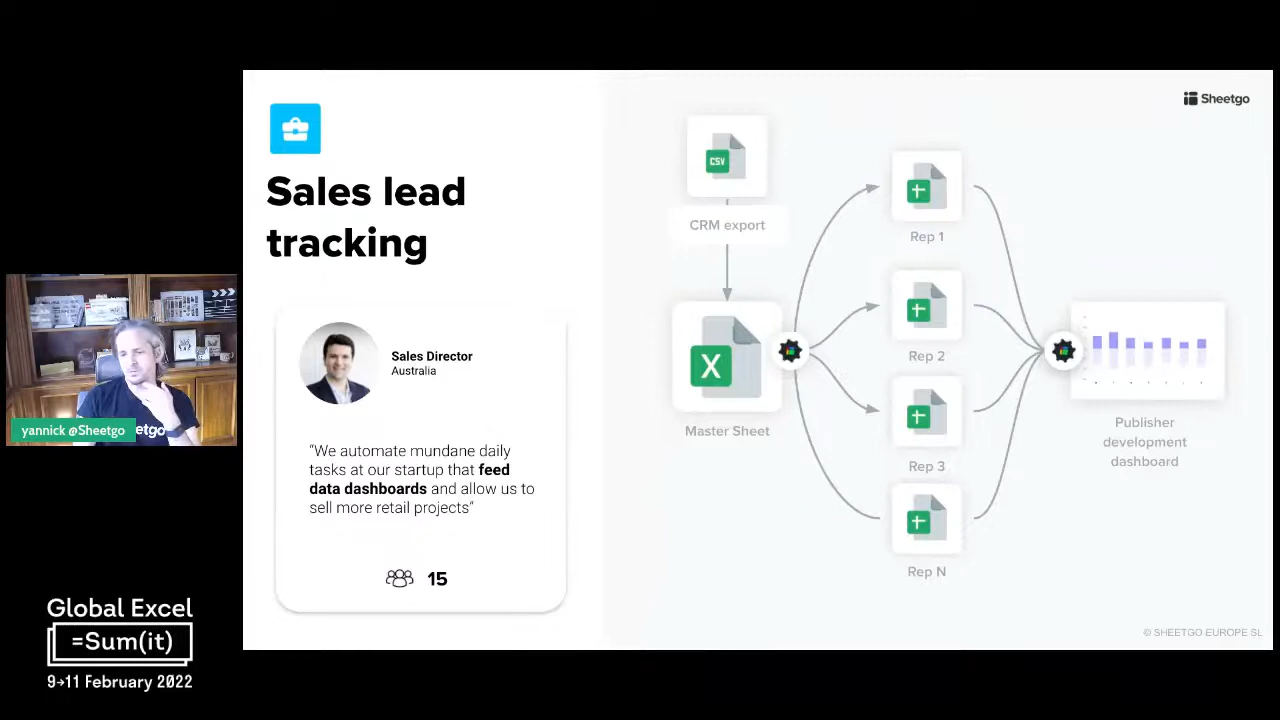 Sheetgo
Sales lead
tracking
CSV
CRM export
Rep 1
Rep 2
X
Master Sheet
Rep 3
Rep N
Publisher
development
dashboard
Sales Director
Australia
“We automate mundane daily
tasks at our startup that feed
data dashboards and allow us to
sell more retail projects”
15
yannick @Sheetgo
etgo
Global Excel
=Sum(it)
9→11 February 2022
© SHEETGO EUROPE SL